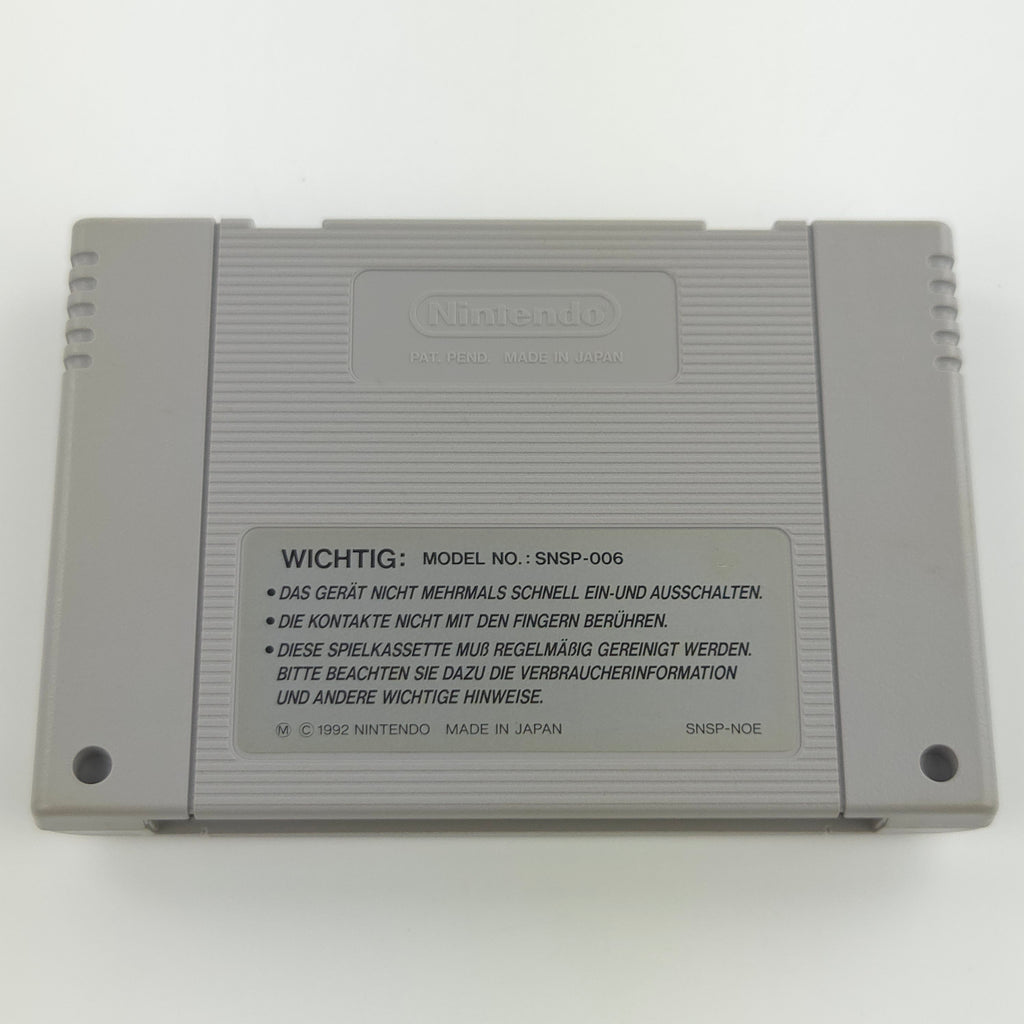 Nintendo
PAT. PEND. MADE IN JAPAN
WICHTIG: MODEL NO.: SNSP-006
• DAS GERÄT NICHT MEHRMALS SCHNELL EIN-UND AUSSCHALTEN.
• DIE KONTAKTE NICHT MIT DEN FINGERN BERÜHREN.
• DIESE SPIELKASSETTE MUß REGELMÄßIG GEREINIGT WERDEN.
BITTE BEACHTEN SIE DAZU DIE VERBRAUCHERINFORMATION
UND ANDERE WICHTIGE HINWEISE.
Ⓜ © 1992 NINTENDO MADE IN JAPAN SNSP-NOE